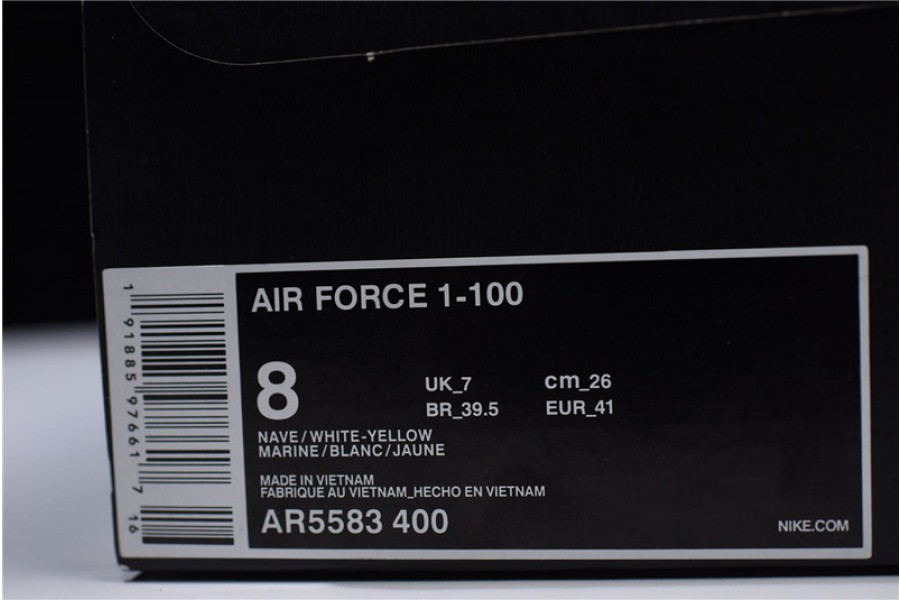 AIR FORCE 1-100
8
UK_7
cm_26
BR_39.5
EUR_41
NAVE/WHITE-YELLOW
MARINE/BLANC/JAUNE
MADE IN VIETNAM
FABRIQUE AU VIETNAM_HECHO EN VIETNAM
AR5583 400
NIKE.COM
1 91885 97661 7 16